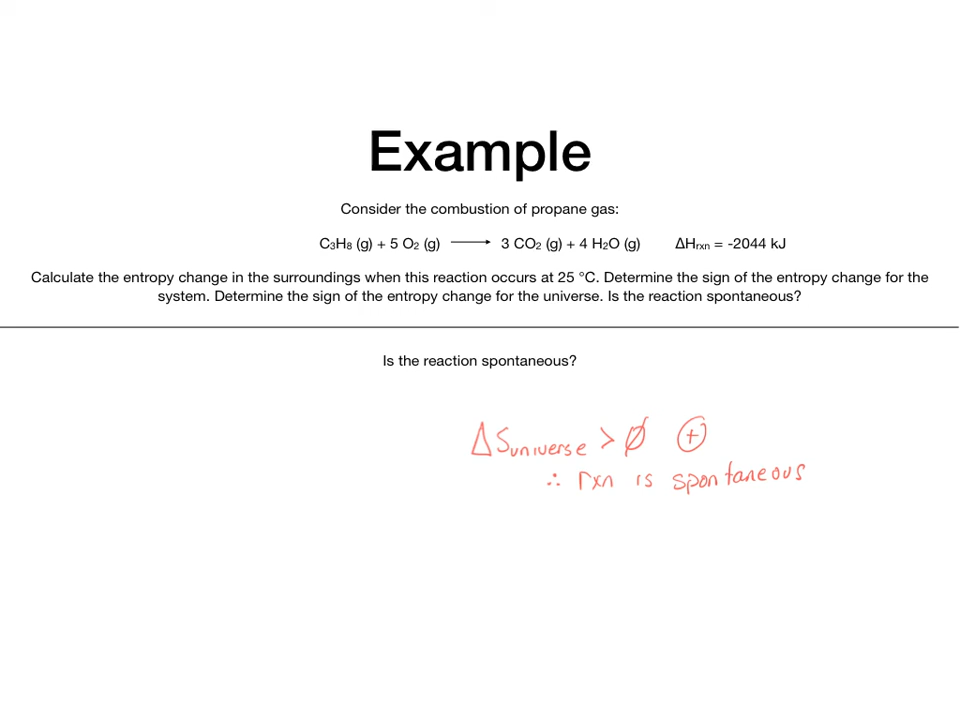 Example
Consider the combustion of propane gas:
C₃H₈ (g) + 5 O₂ (g) ⟶ 3 CO₂ (g) + 4 H₂O (g) ΔHrxn = -2044 kJ
Calculate the entropy change in the surroundings when this reaction occurs at 25 °C. Determine the sign of the entropy change for the
system. Determine the sign of the entropy change for the universe. Is the reaction spontaneous?
Is the reaction spontaneous?
ΔSuniverse > 0̸ ⊕
∴ rxn is spontaneous